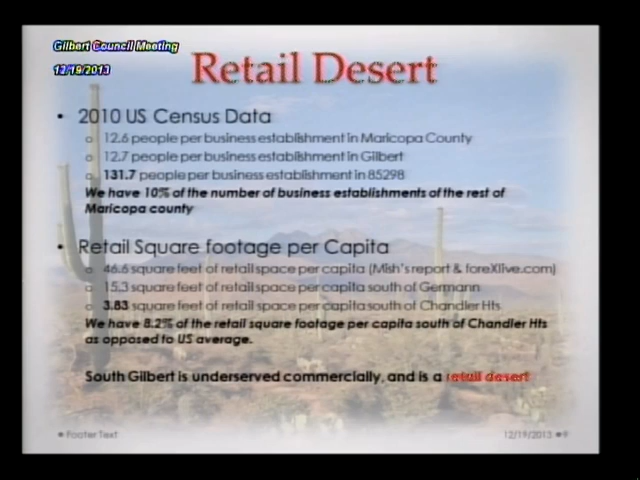 Gilbert Council Meeting
12/19/2013
Retail Desert
• 2010 US Census Data
o 12.6 people per business establishment in Maricopa County
o 12.7 people per business establishment in Gilbert
o 131.7 people per business establishment in 85298
We have 10% of the number of business establishments of the rest of
Maricopa county
• Retail Square footage per Capita
o 46.6 square feet of retail space per capita (Mish's report & foreXlive.com)
o 15.3 square feet of retail space per capita south of Germann
o 3.83 square feet of retail space per capita south of Chandler Hts
We have 8.2% of the retail square footage per capita south of Chandler Hts
as opposed to US average.
South Gilbert is underserved commercially, and is a retail desert
Footer Text 12/19/2013